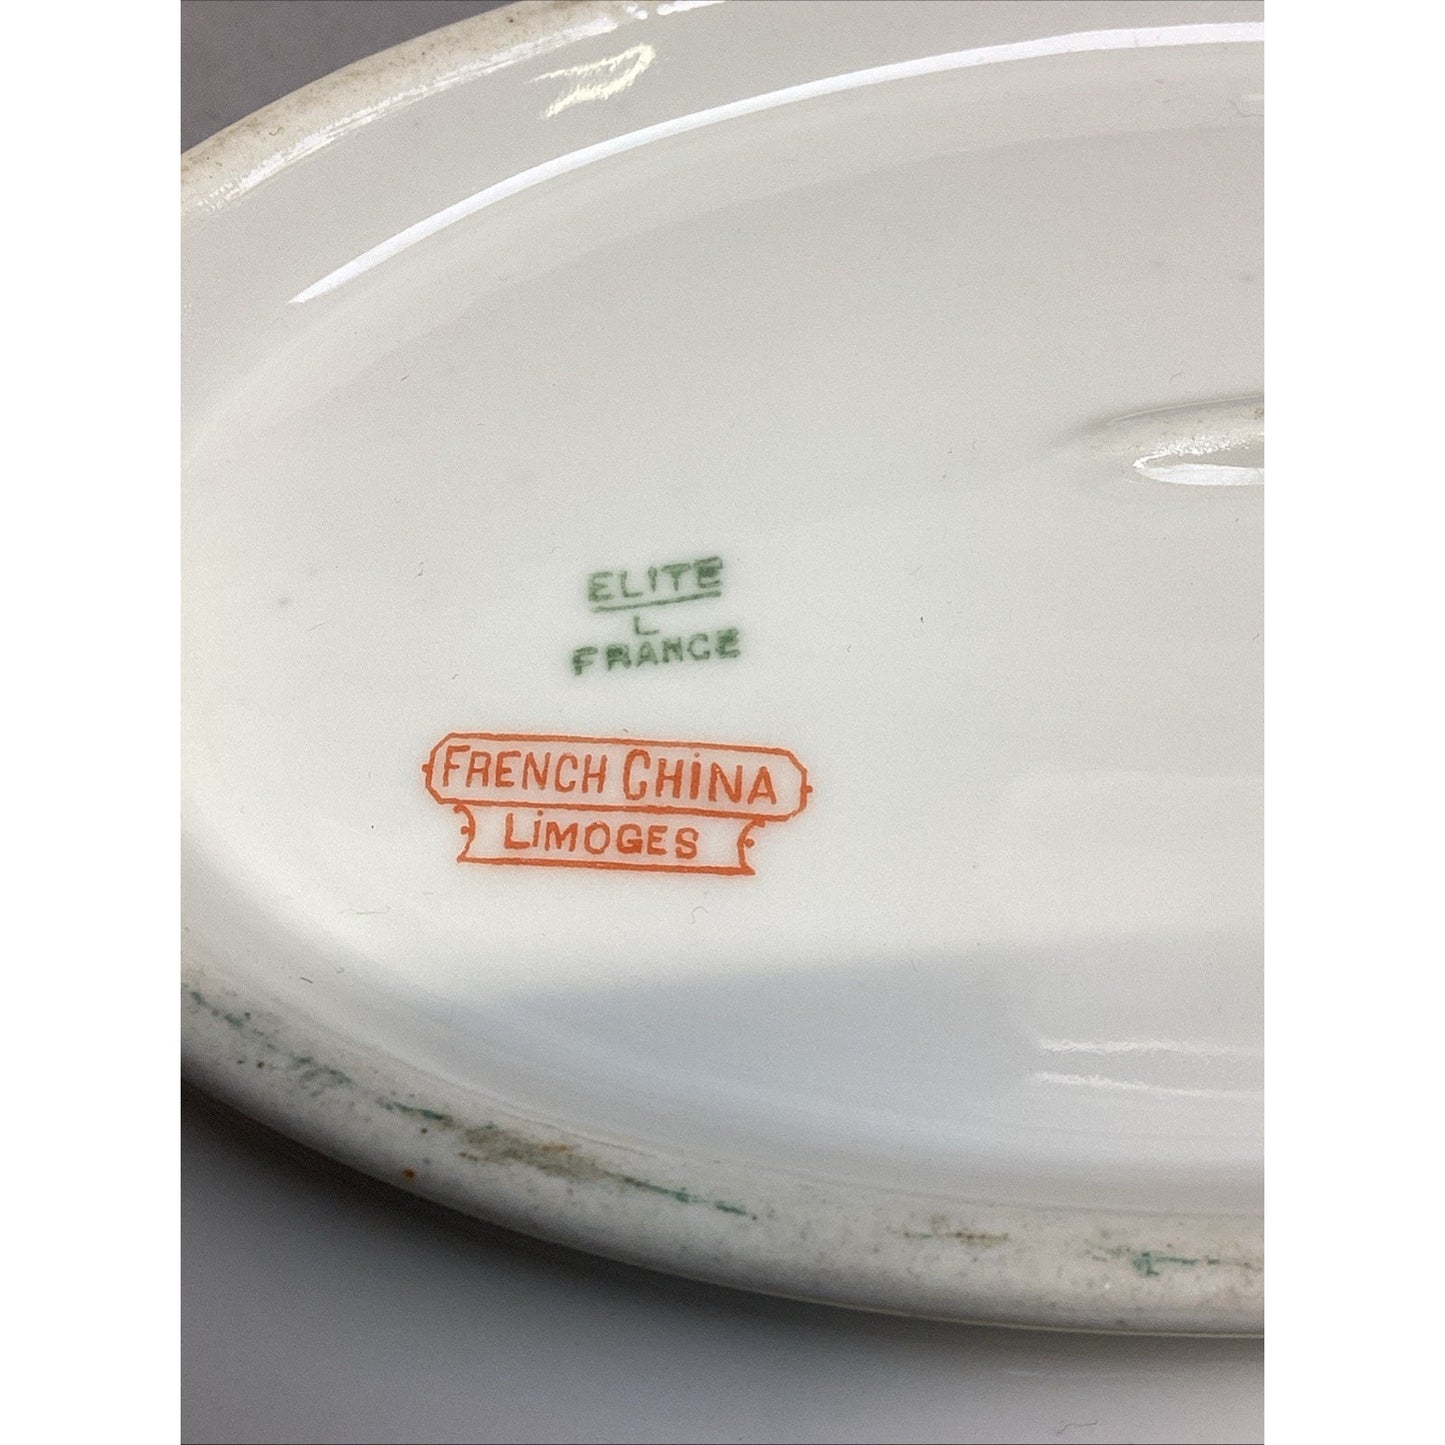 ELITE
L
FRANCE
FRENCH CHINA
LIMOGES